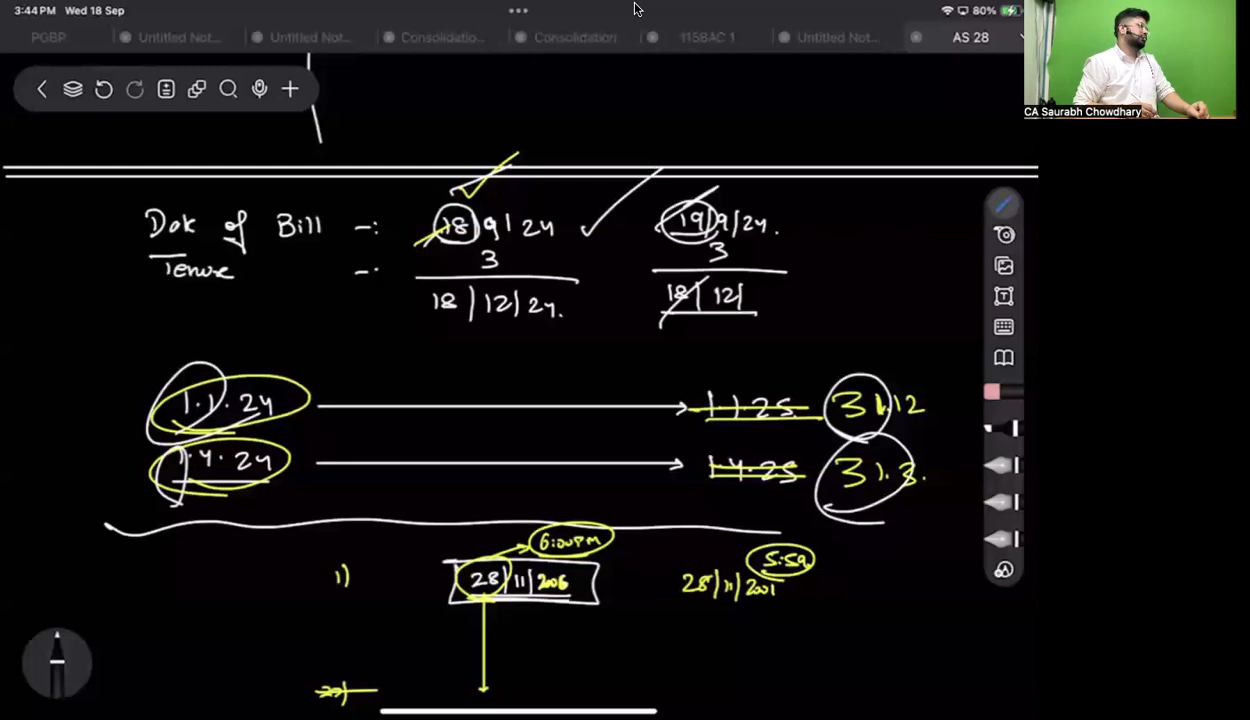 3:44 PM Wed 18 Sep
80%
PGBP Untitled Not... Untitled Not... Consolidatio... Consolidation 115BAC 1 Untitled Not... AS 28
CA Saurabh Chowdhary
Date of Bill -: 18/9/24 19/9/24.
Tenure -: 3 3
18/12/24. 18/12/
1.1.24 1.1.25 31.12
1.4.24 1.4.25 31.3.
6:00PM
5:59
1) 28/11/2006 28/11/2001